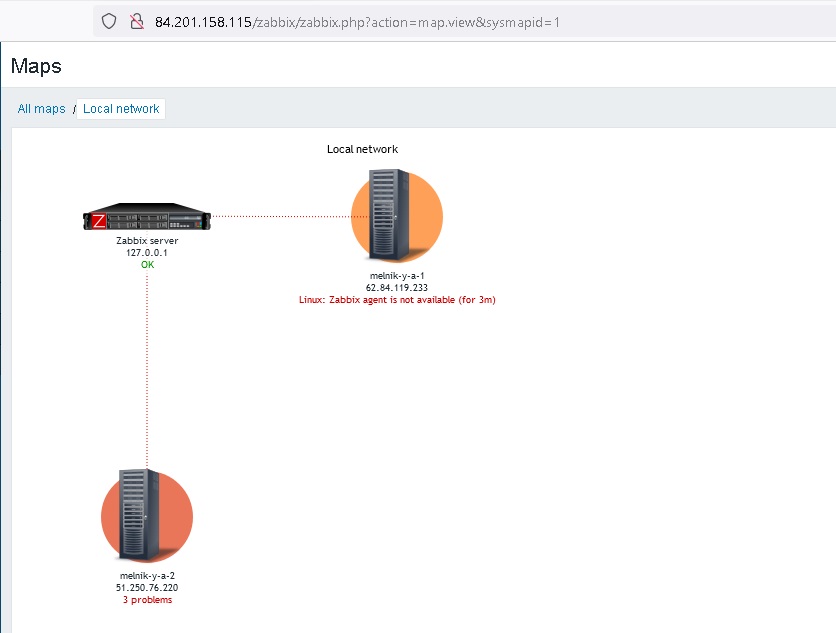 84.201.158.115/zabbix/zabbix.php?action=map.view&sysmapid=1
Maps
All maps / Local network
Local network
Z
Zabbix server
127.0.0.1
OK
melnik-y-a-1
62.84.119.233
Linux: Zabbix agent is not available (for 3m)
melnik-y-a-2
51.250.76.220
3 problems